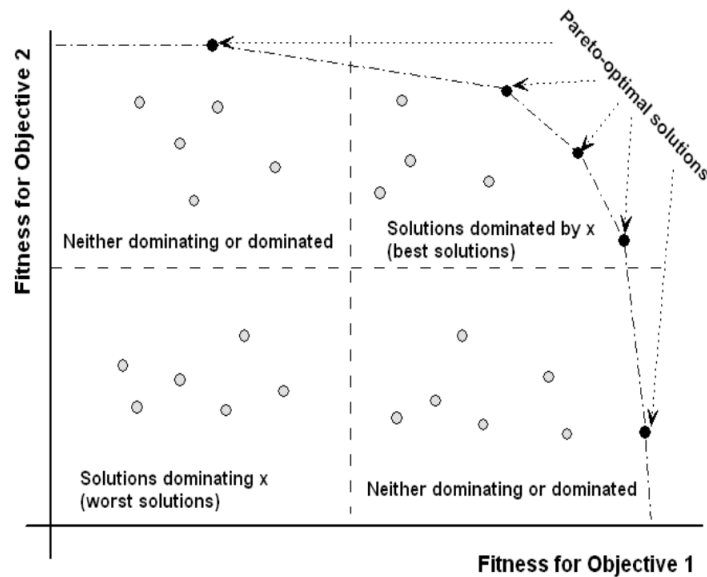 Pareto-optimal solutions
Fitness for Objective 2
Neither dominating or dominated
Solutions dominated by x
(best solutions)
Solutions dominating x
(worst solutions)
Neither dominating or dominated
Fitness for Objective 1